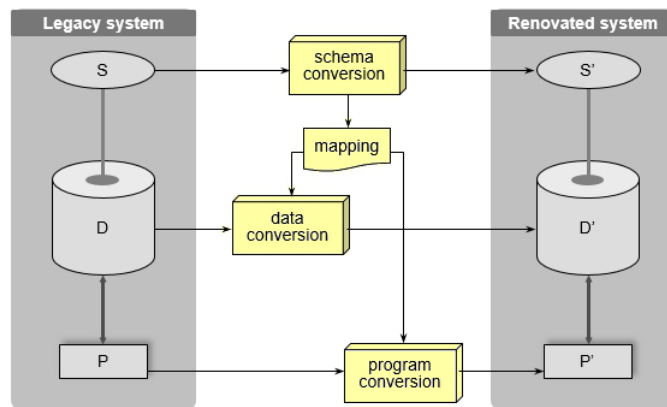 Legacy system
Renovated system
S
schema
conversion
S'
mapping
D
data
conversion
D'
P
program
conversion
P'